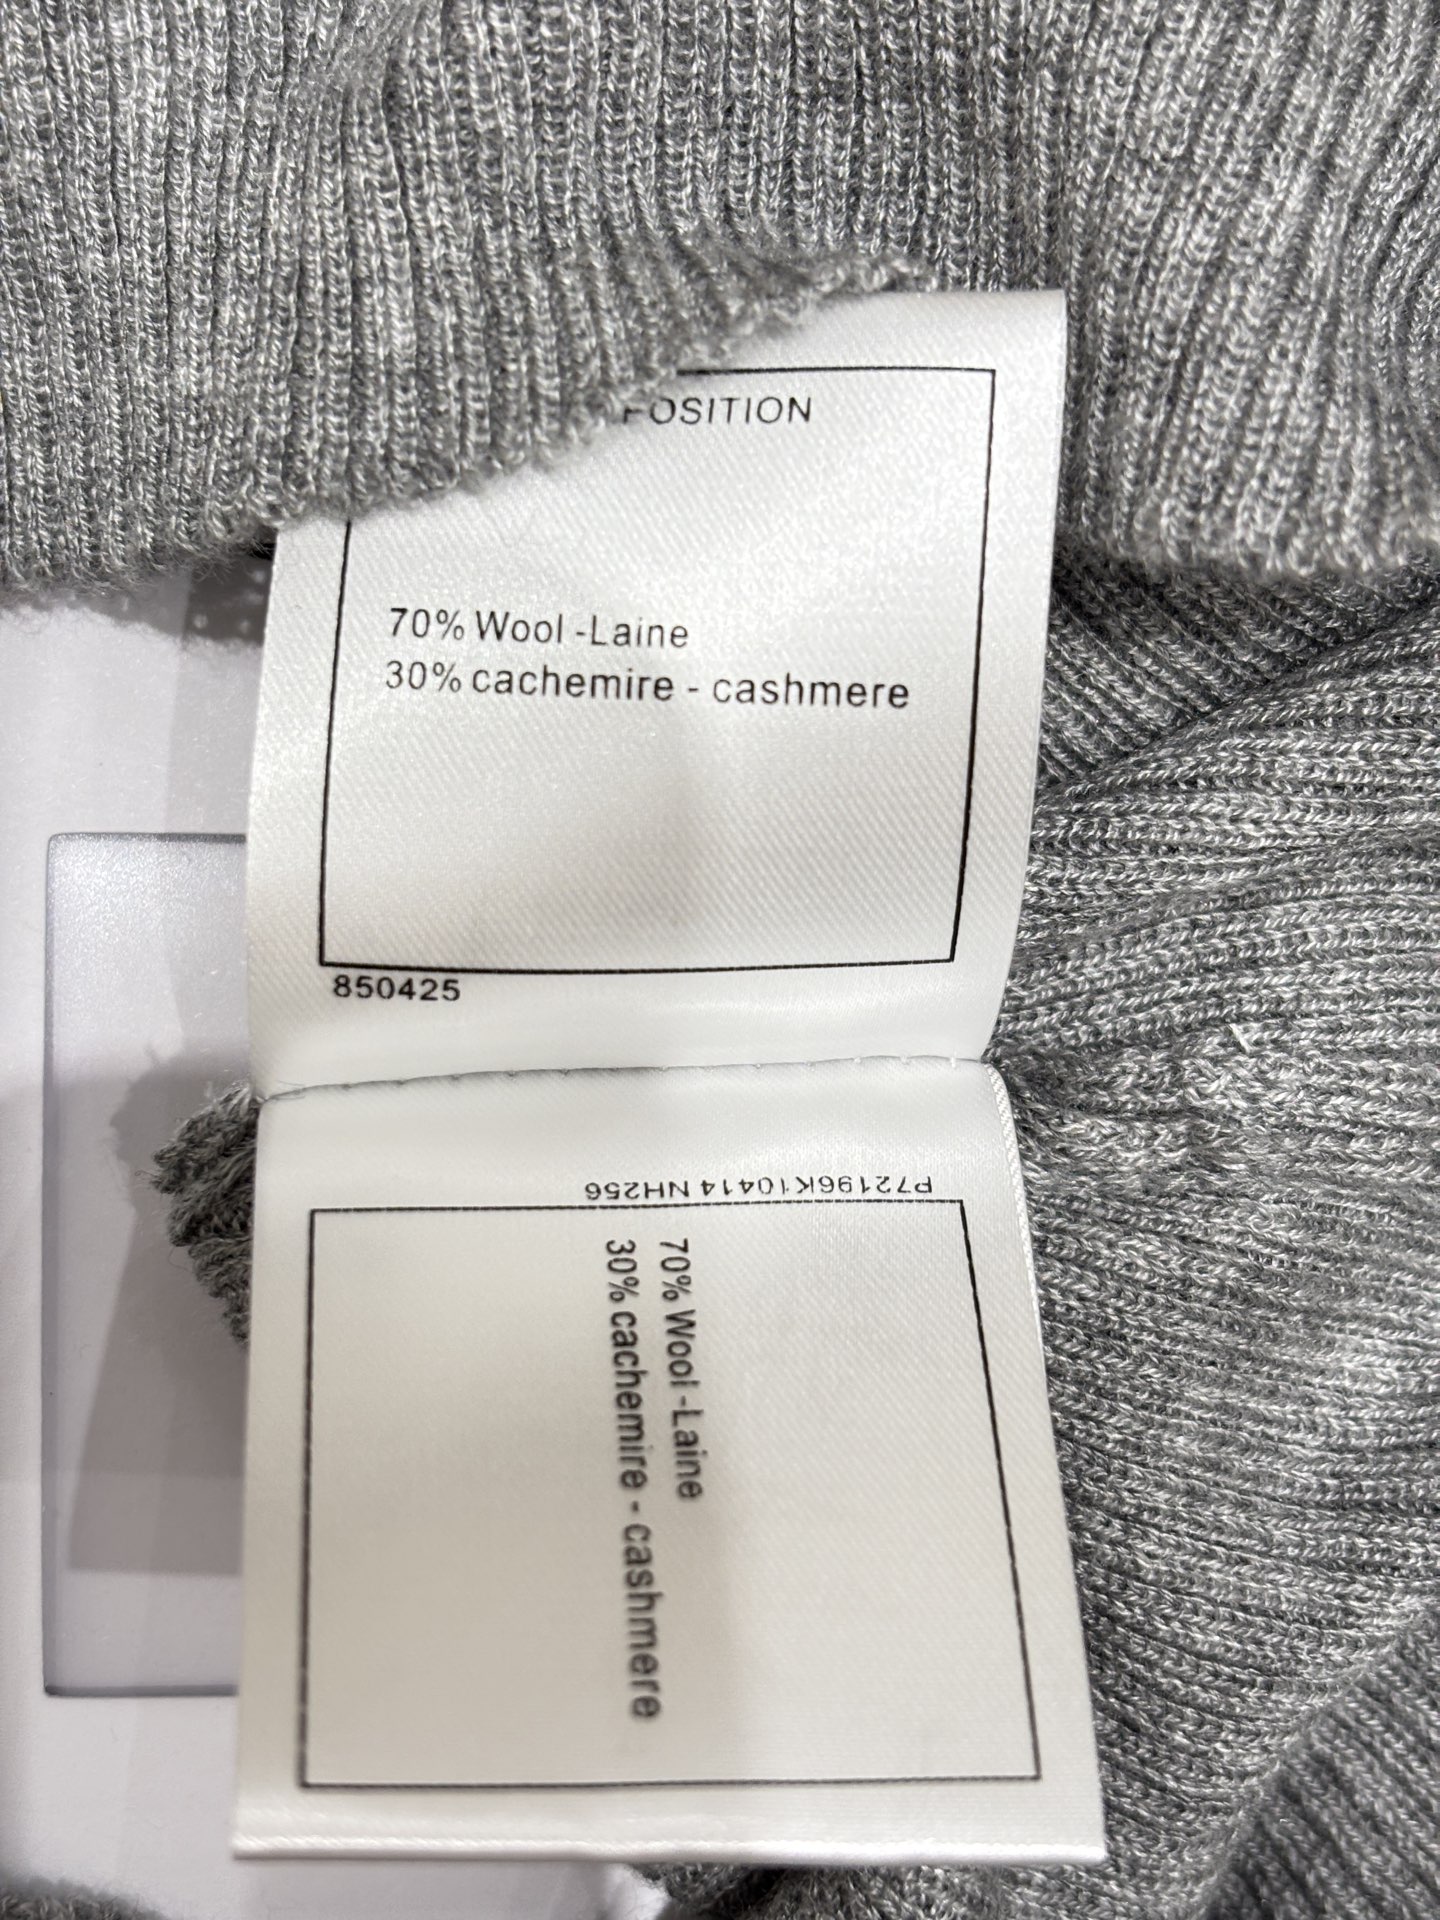 POSITION
70% Wool -Laine
30% cachemire - cashmere
850425
P72196K10414 NH256
70% Wool -Laine
30% cachemire - cashmere